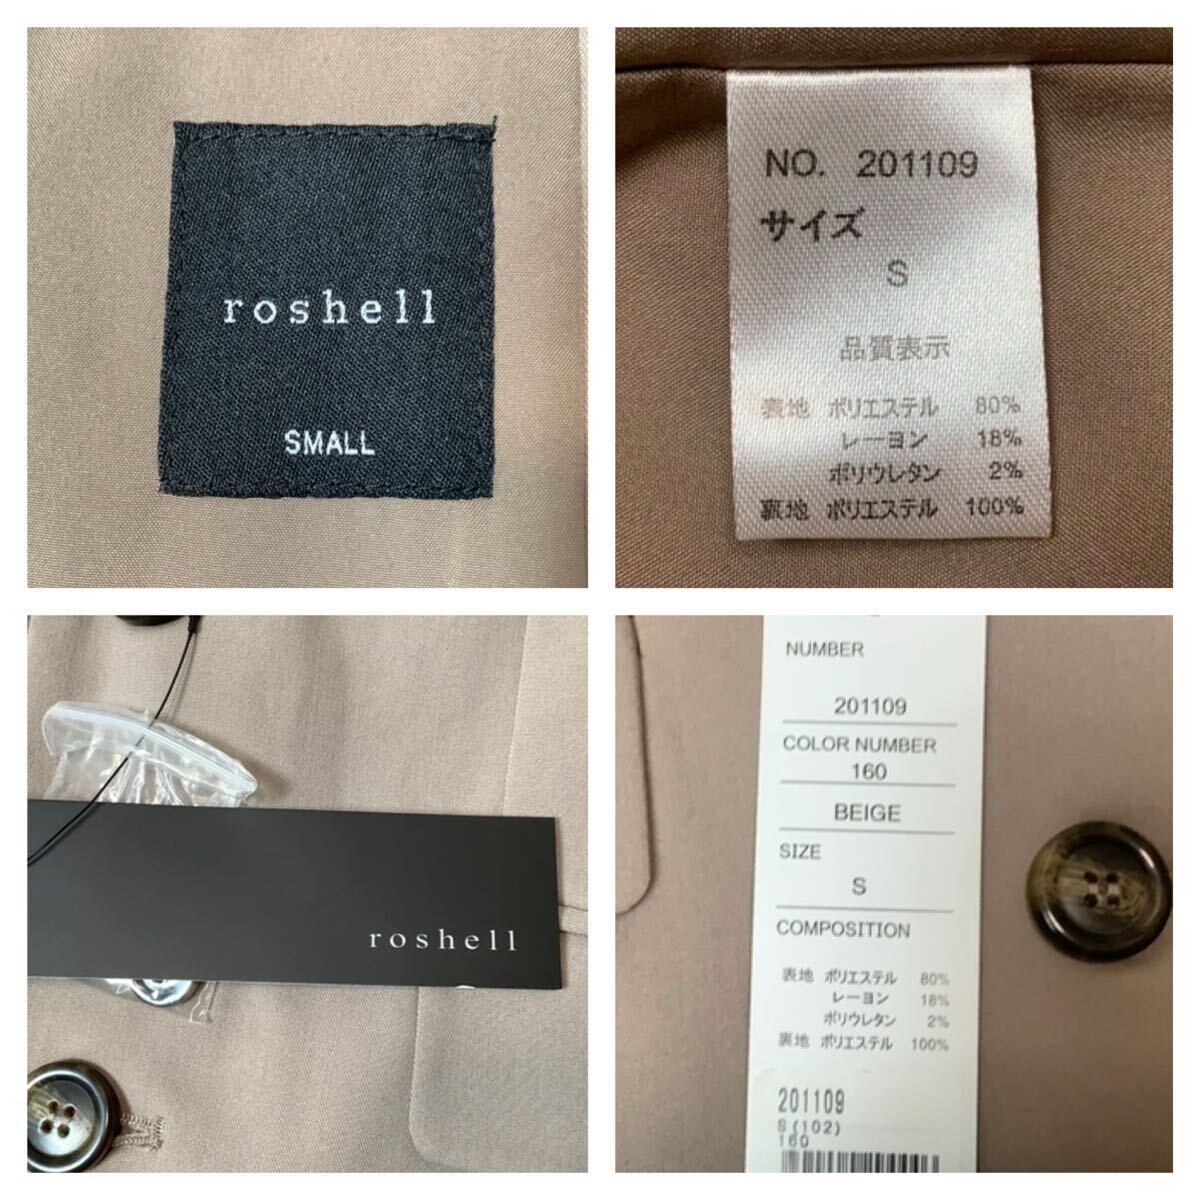 roshell
SMALL
NO. 201109
サイズ
S
品質表示
表地 ポリエステル 80%
レーヨン 18%
ポリウレタン 2%
裏地 ポリエステル 100%
roshell
NUMBER
201109
COLOR NUMBER
160
BEIGE
SIZE
S
COMPOSITION
表地 ポリエステル 80%
レーヨン 18%
ポリウレタン 2%
裏地 ポリエステル 100%
201109
S(102)
160